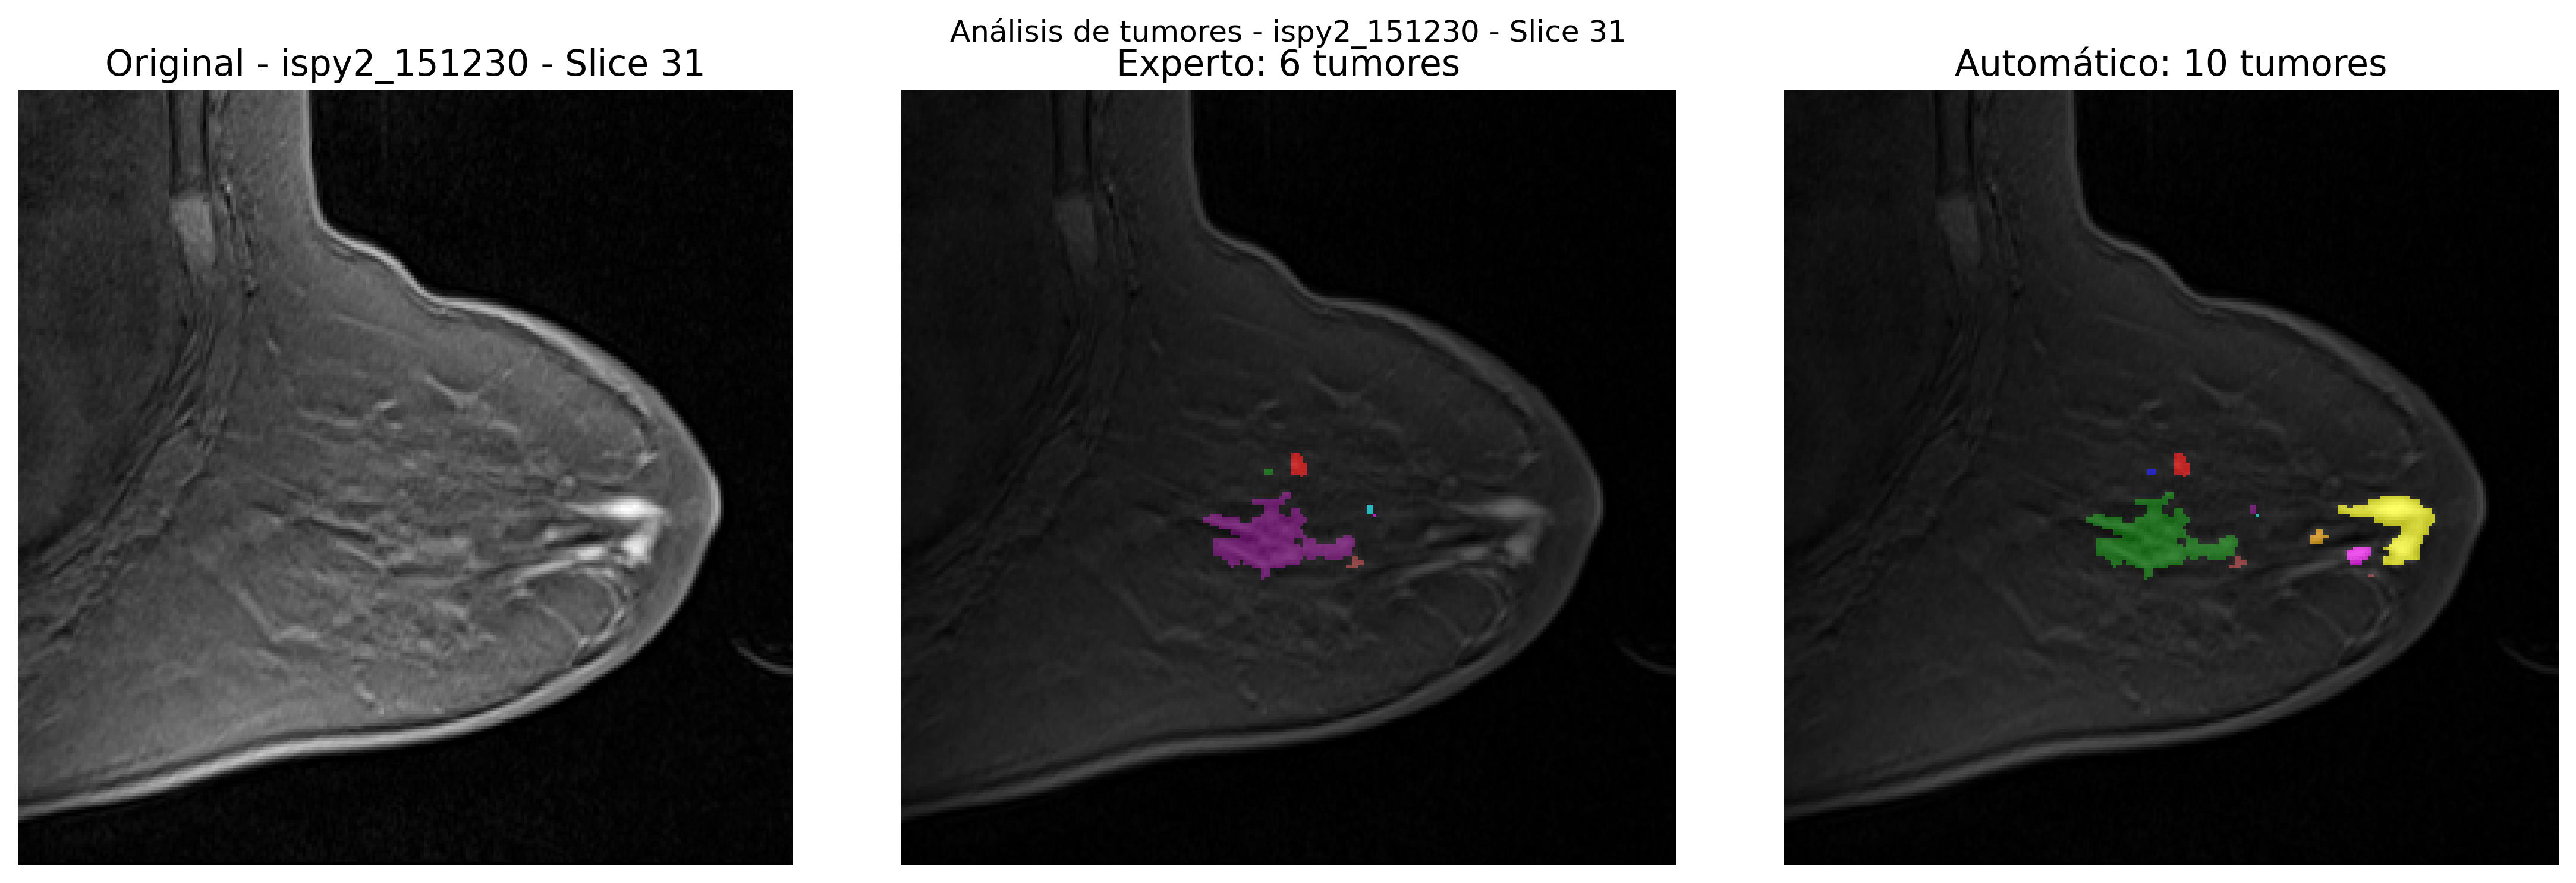 Análisis de tumores - ispy2_151230 - Slice 31
Original - ispy2_151230 - Slice 31
Experto: 6 tumores
Automático: 10 tumores